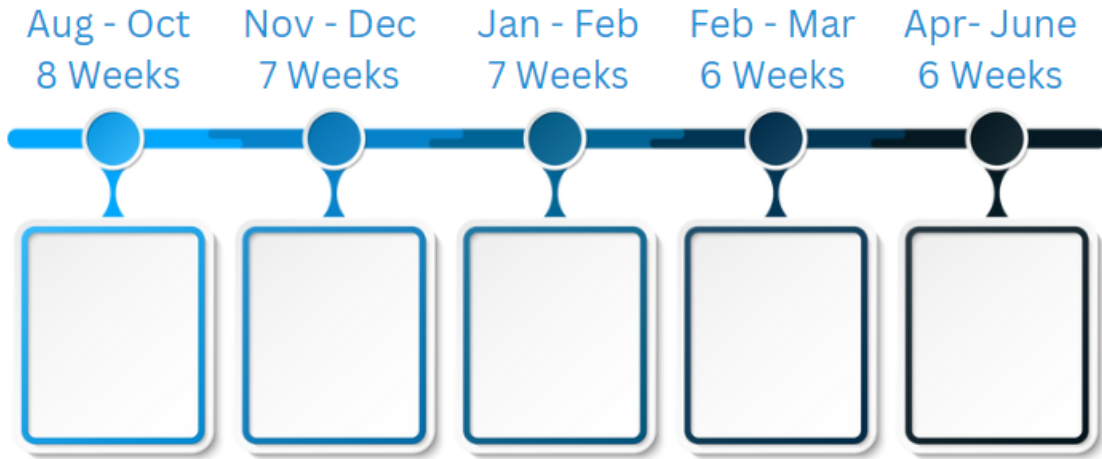 Aug - Oct
8 Weeks
Nov - Dec
7 Weeks
Jan - Feb
7 Weeks
Feb - Mar
6 Weeks
Apr- June
6 Weeks